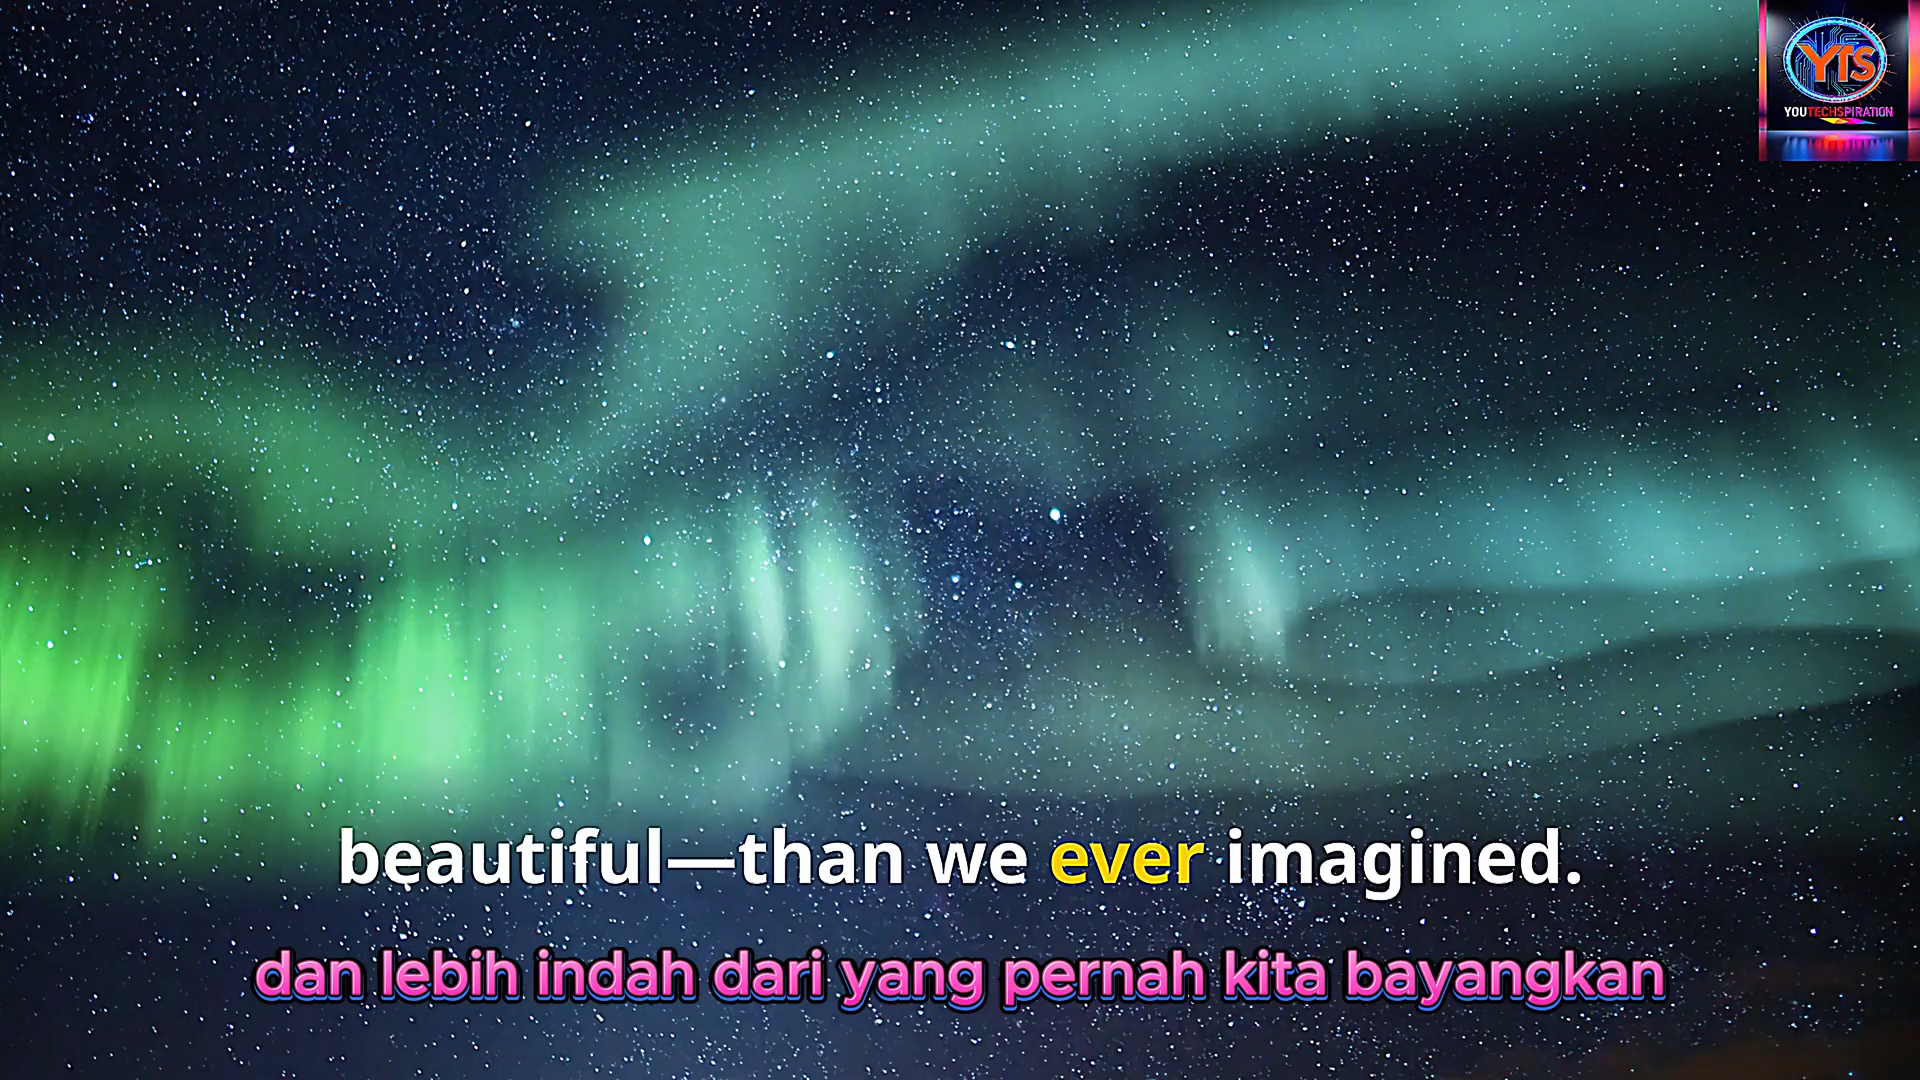 YTS
YOUTECHSPIRATION
beautiful—than we ever imagined.
dan lebih indah dari yang pernah kita bayangkan